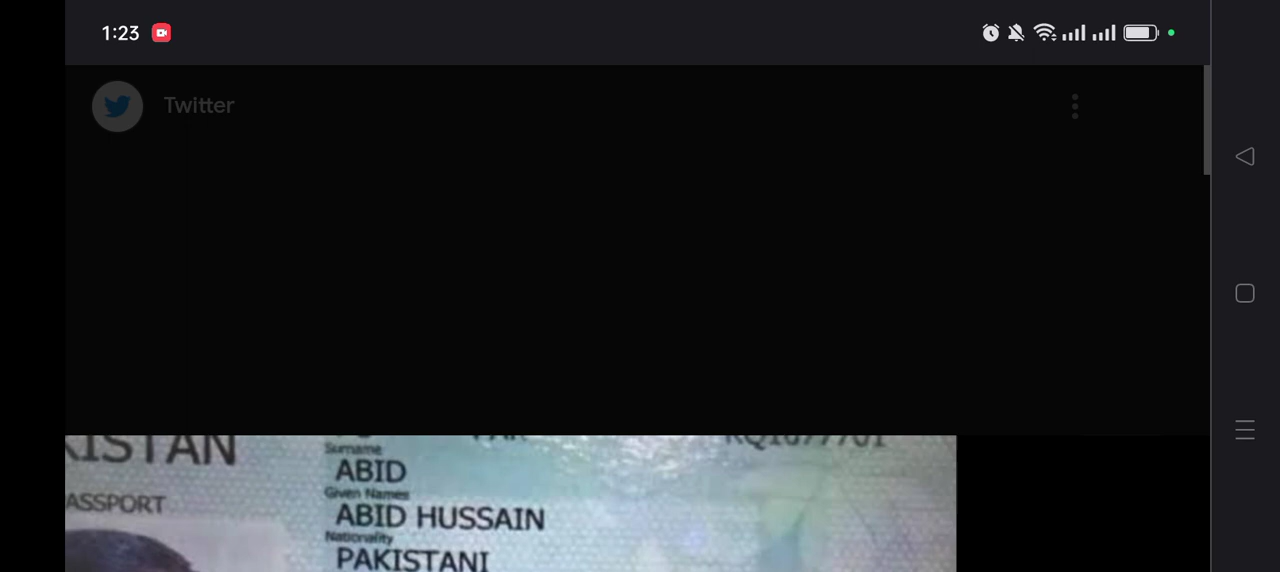 1:23
Twitter
KISTAN
ASSPORT
Surname
ABID
Given Names
ABID HUSSAIN
Nationality
PAKISTANI